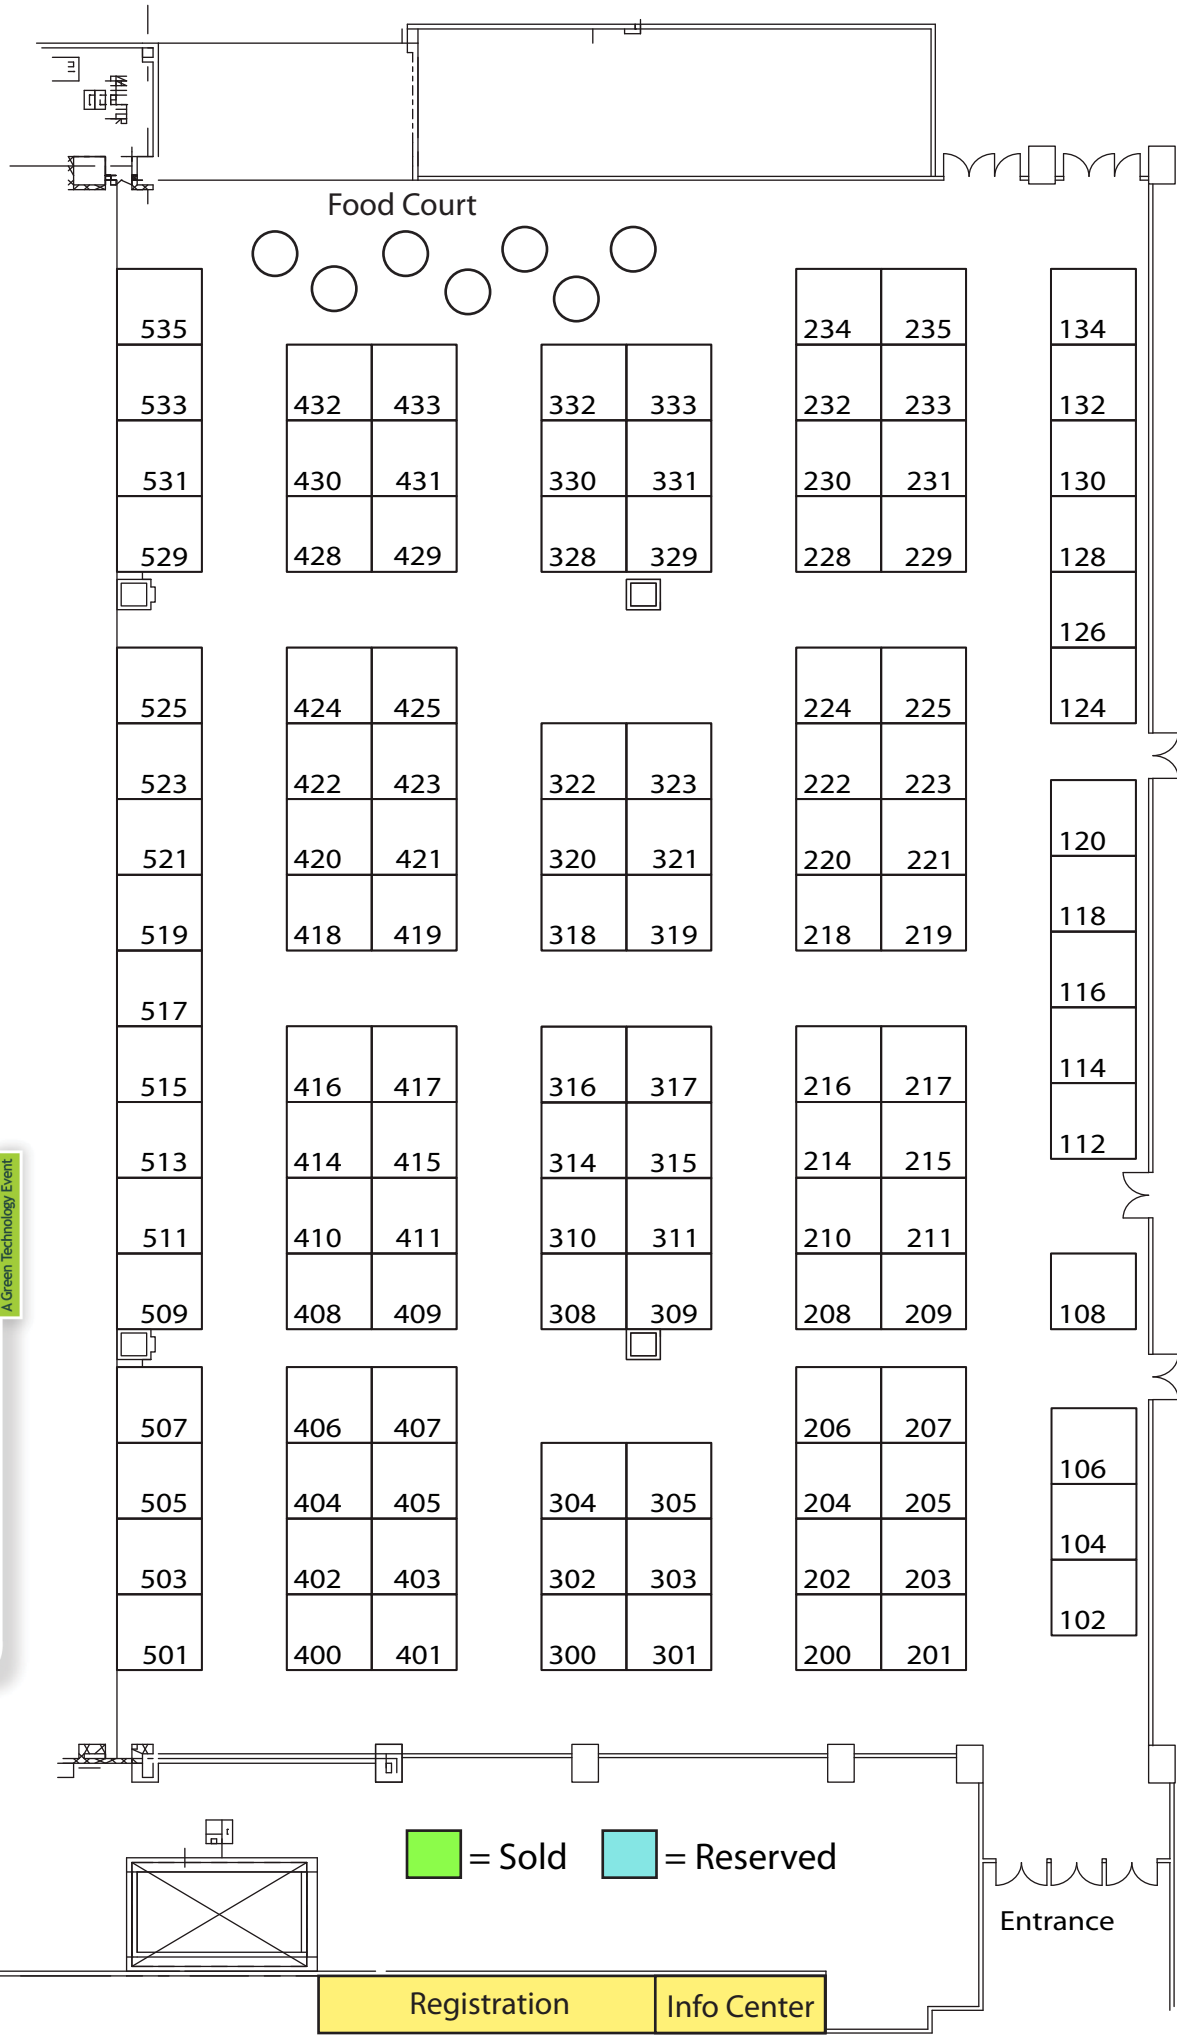 Food Court
535 234 235 134
533 432 433 332 333 232 233 132
531 430 431 330 331 230 231 130
529 428 429 328 329 228 229 128
126
525 424 425 224 225 124
523 422 423 322 323 222 223
521 420 421 320 321 220 221 120
519 418 419 318 319 218 219 118
517 116
515 416 417 316 317 216 217 114
513 414 415 314 315 214 215 112
A Green Technology Event
511 410 411 310 311 210 211
509 408 409 308 309 208 209 108
507 406 407 206 207
106
505 404 405 304 305 204 205
104
503 402 403 302 303 202 203
102
501 400 401 300 301 200 201
= Sold = Reserved
Entrance
Registration Info Center